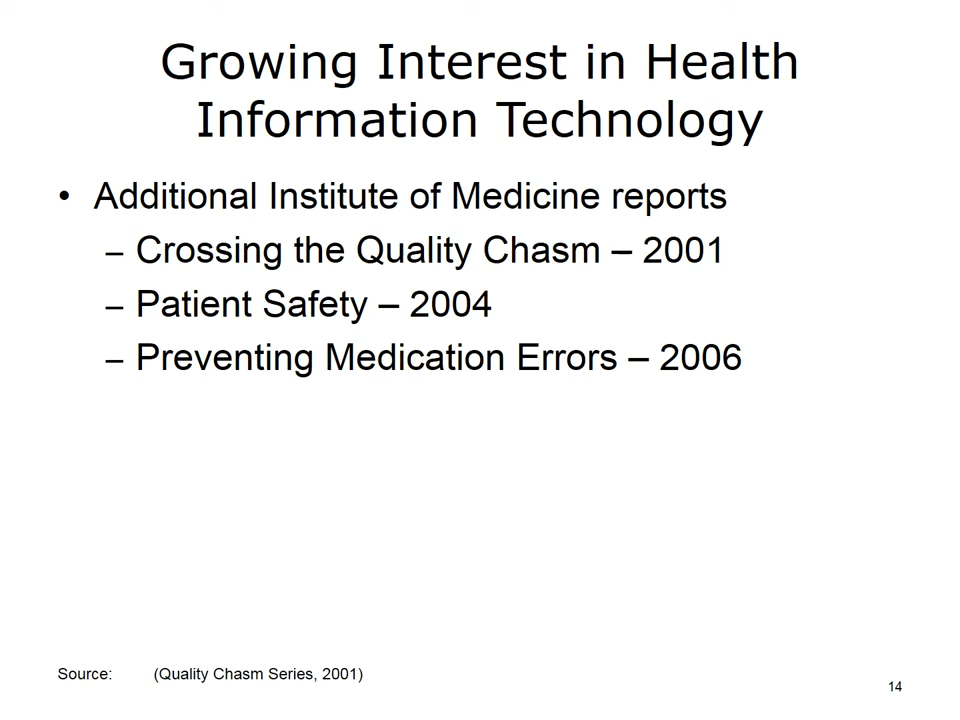 Growing Interest in Health
Information Technology
• Additional Institute of Medicine reports
– Crossing the Quality Chasm – 2001
– Patient Safety – 2004
– Preventing Medication Errors – 2006
Source: (Quality Chasm Series, 2001)
14